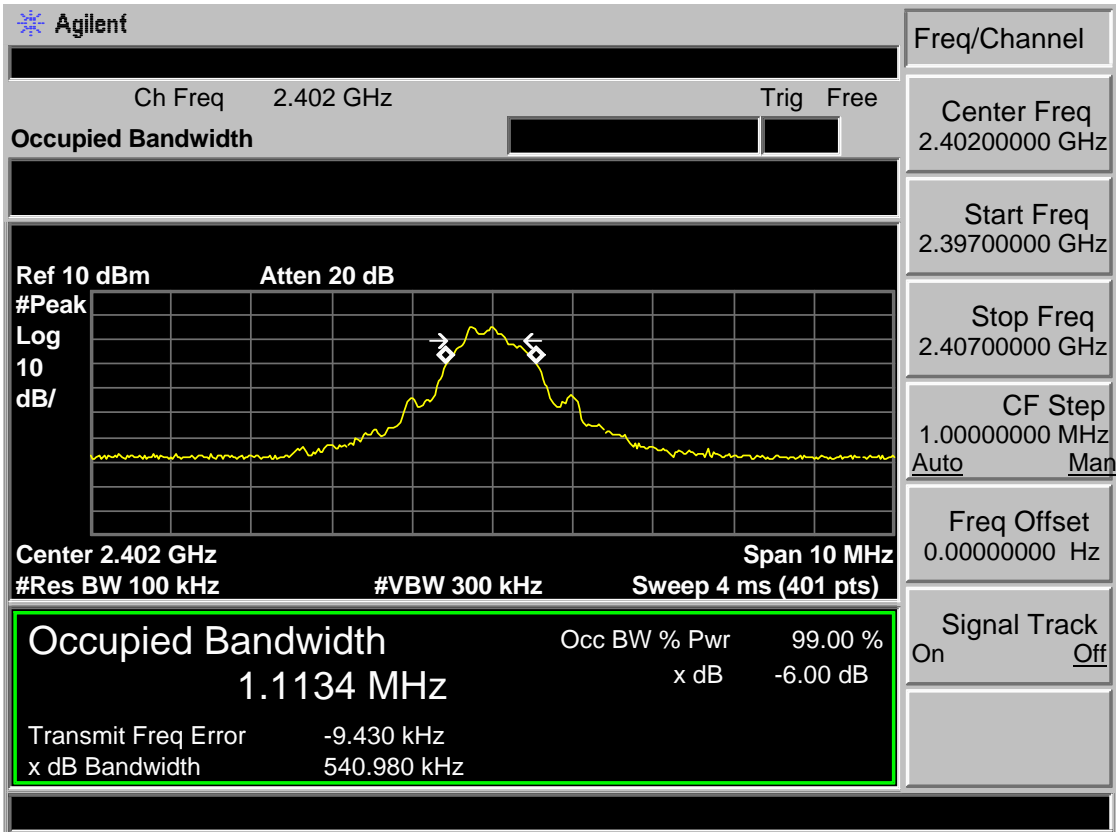 Agilent
Freq/Channel
Ch Freq 2.402 GHz Trig Free
Occupied Bandwidth
Center Freq
2.40200000 GHz
Start Freq
2.39700000 GHz
Stop Freq
2.40700000 GHz
CF Step
1.00000000 MHz
Auto Man
Freq Offset
0.00000000 Hz
Signal Track
On Off
Ref 10 dBm Atten 20 dB
#Peak
Log
10
dB/
Center 2.402 GHz Span 10 MHz
#Res BW 100 kHz #VBW 300 kHz Sweep 4 ms (401 pts)
Occupied Bandwidth
1.1134 MHz
Occ BW % Pwr 99.00 %
x dB -6.00 dB
Transmit Freq Error -9.430 kHz
x dB Bandwidth 540.980 kHz